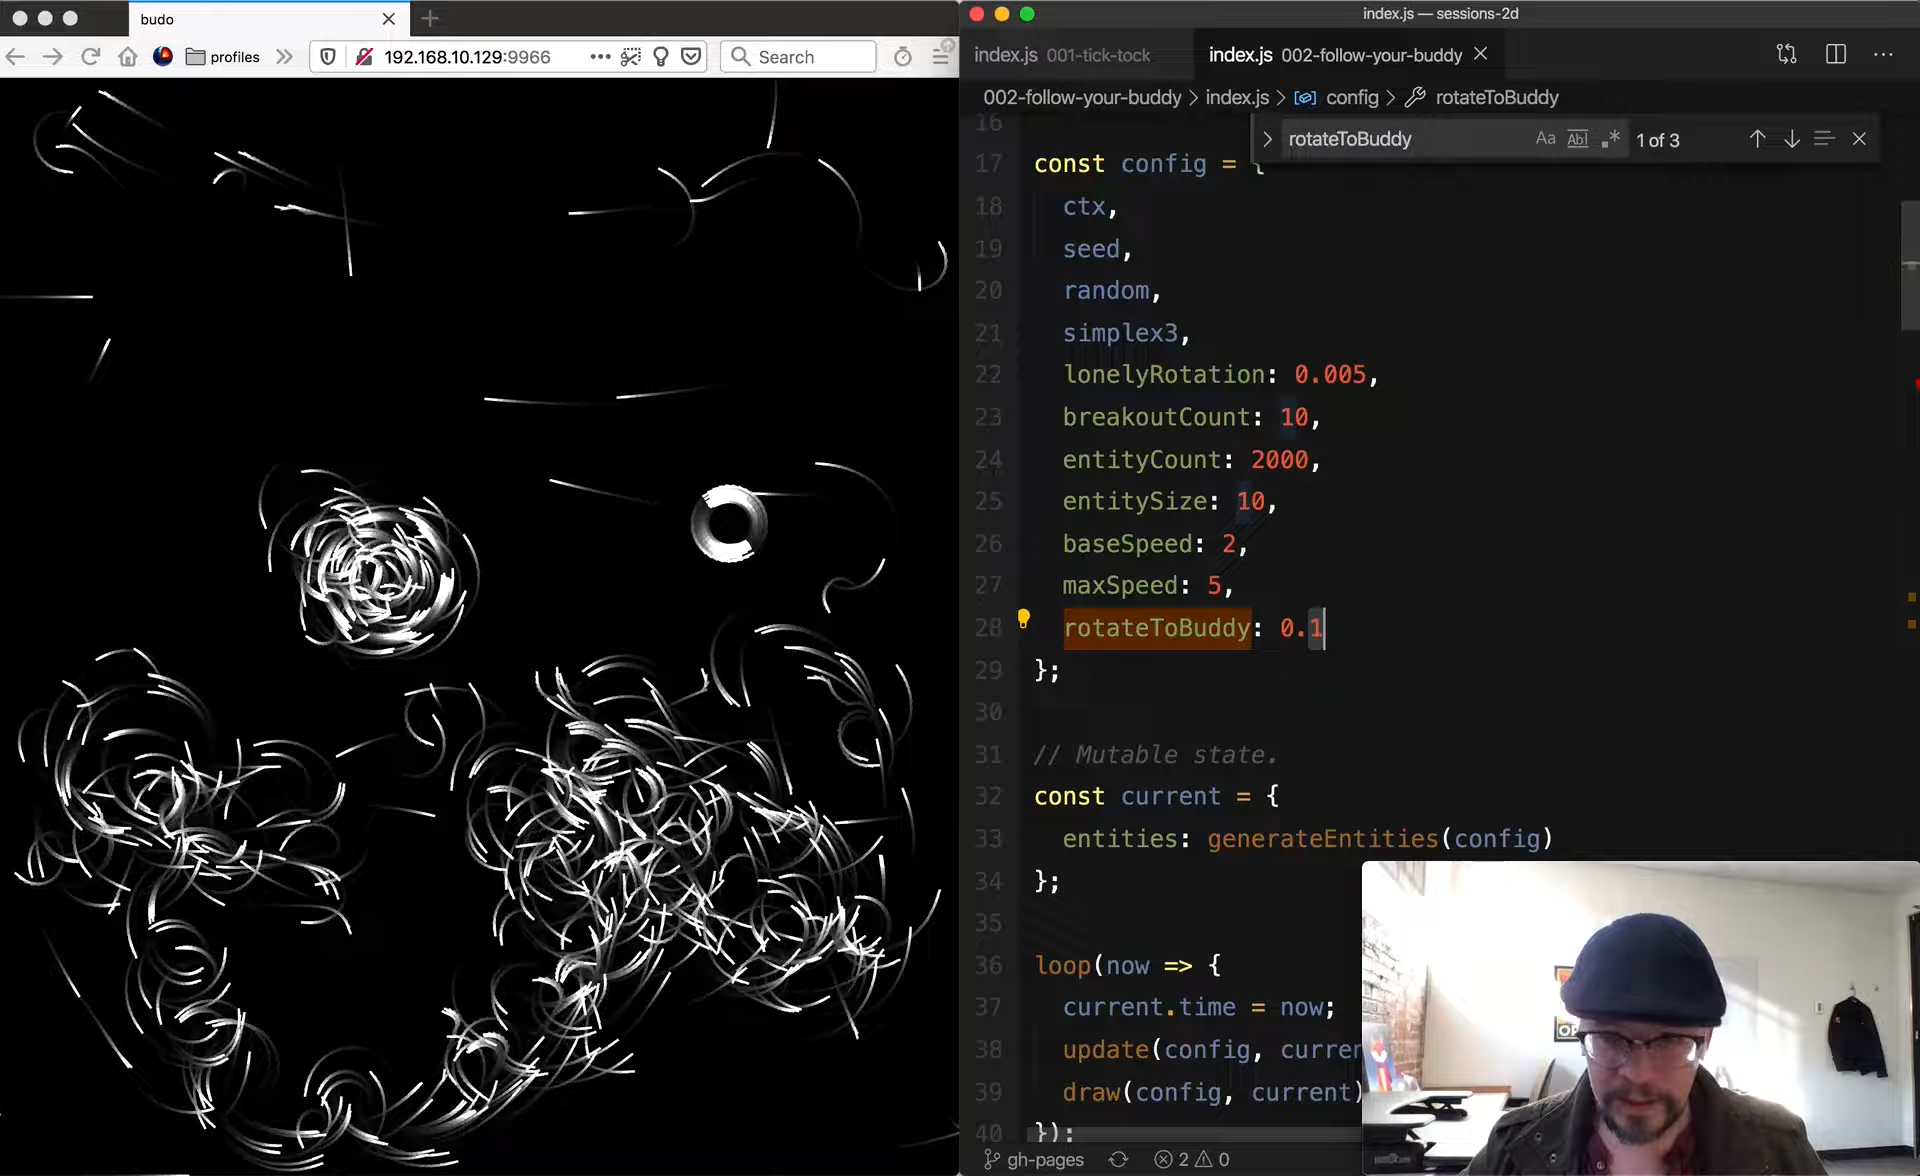 budo
index.js — sessions-2d
profiles
192.168.10.129:9966
Search
index.js 001-tick-tock
index.js 002-follow-your-buddy
002-follow-your-buddy > index.js > config > rotateToBuddy
rotateToBuddy
Aa
Abl
1 of 3
16
17 const config = {
18 ctx,
19 seed,
20 random,
21 simplex3,
22 lonelyRotation: 0.005,
23 breakoutCount: 10,
24 entityCount: 2000,
25 entitySize: 10,
26 baseSpeed: 2,
27 maxSpeed: 5,
28 rotateToBuddy: 0.1
29 };
30
31 // Mutable state.
32 const current = {
33 entities: generateEntities(config)
34 };
35
36 loop(now => {
37 current.time = now;
38 update(config, curren
39 draw(config, current)
40 });
gh-pages
2
0